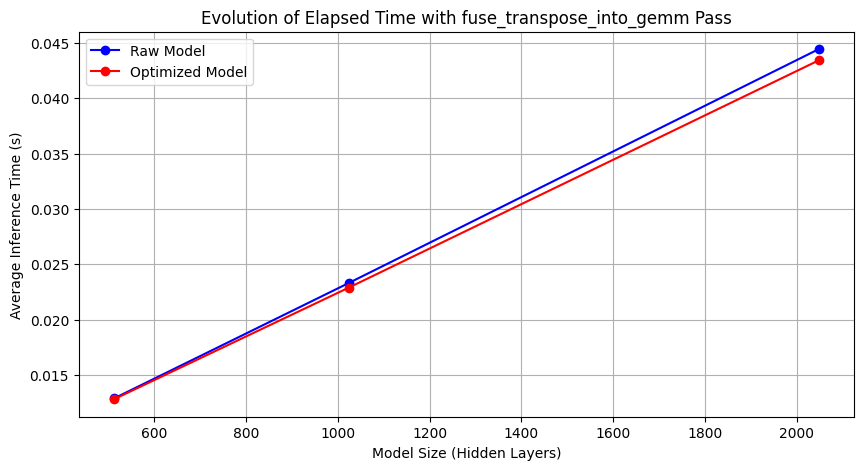 Evolution of Elapsed Time with fuse_transpose_into_gemm Pass
Raw Model
Optimized Model
Average Inference Time (s)
0.045
0.040
0.035
0.030
0.025
0.020
0.015
600 800 1000 1200 1400 1600 1800 2000
Model Size (Hidden Layers)